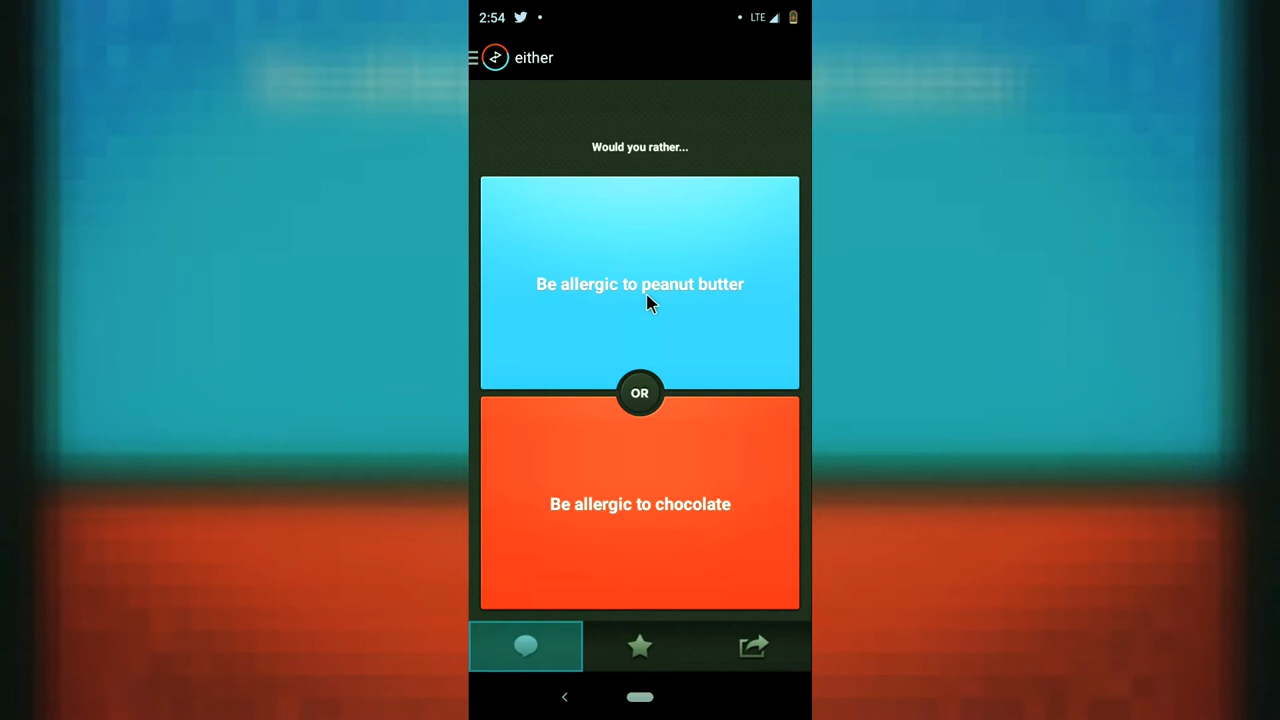 2:54
LTE
either
Would you rather...
Be allergic to peanut butter
OR
Be allergic to chocolate